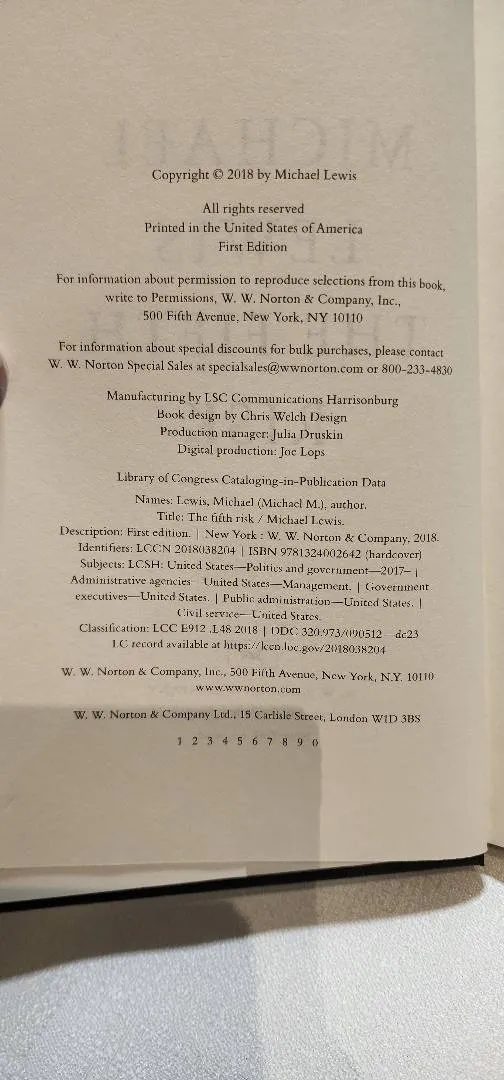 Copyright © 2018 by Michael Lewis
All rights reserved
Printed in the United States of America
First Edition
For information about permission to reproduce selections from this book,
write to Permissions, W. W. Norton & Company, Inc.,
500 Fifth Avenue, New York, NY 10110
For information about special discounts for bulk purchases, please contact
W. W. Norton Special Sales at specialsales@wwnorton.com or 800-233-4830
Manufacturing by LSC Communications Harrisonburg
Book design by Chris Welch Design
Production manager: Julia Druskin
Digital production: Joe Lops
Library of Congress Cataloging-in-Publication Data
Names: Lewis, Michael (Michael M.), author.
Title: The fifth risk / Michael Lewis.
Description: First edition. | New York : W. W. Norton & Company, 2018.
Identifiers: LCCN 2018038204 | ISBN 9781324002642 (hardcover)
Subjects: LCSH: United States—Politics and government—2017– |
Administrative agencies—United States—Management. | Government
executives—United States. | Public administration—United States. |
Civil service—United States.
Classification: LCC E912 .L48 2018 | DDC 320.973/090512—dc23
LC record available at https://lccn.loc.gov/2018038204
W. W. Norton & Company, Inc., 500 Fifth Avenue, New York, N.Y. 10110
www.wwnorton.com
W. W. Norton & Company Ltd., 15 Carlisle Street, London W1D 3BS
1 2 3 4 5 6 7 8 9 0